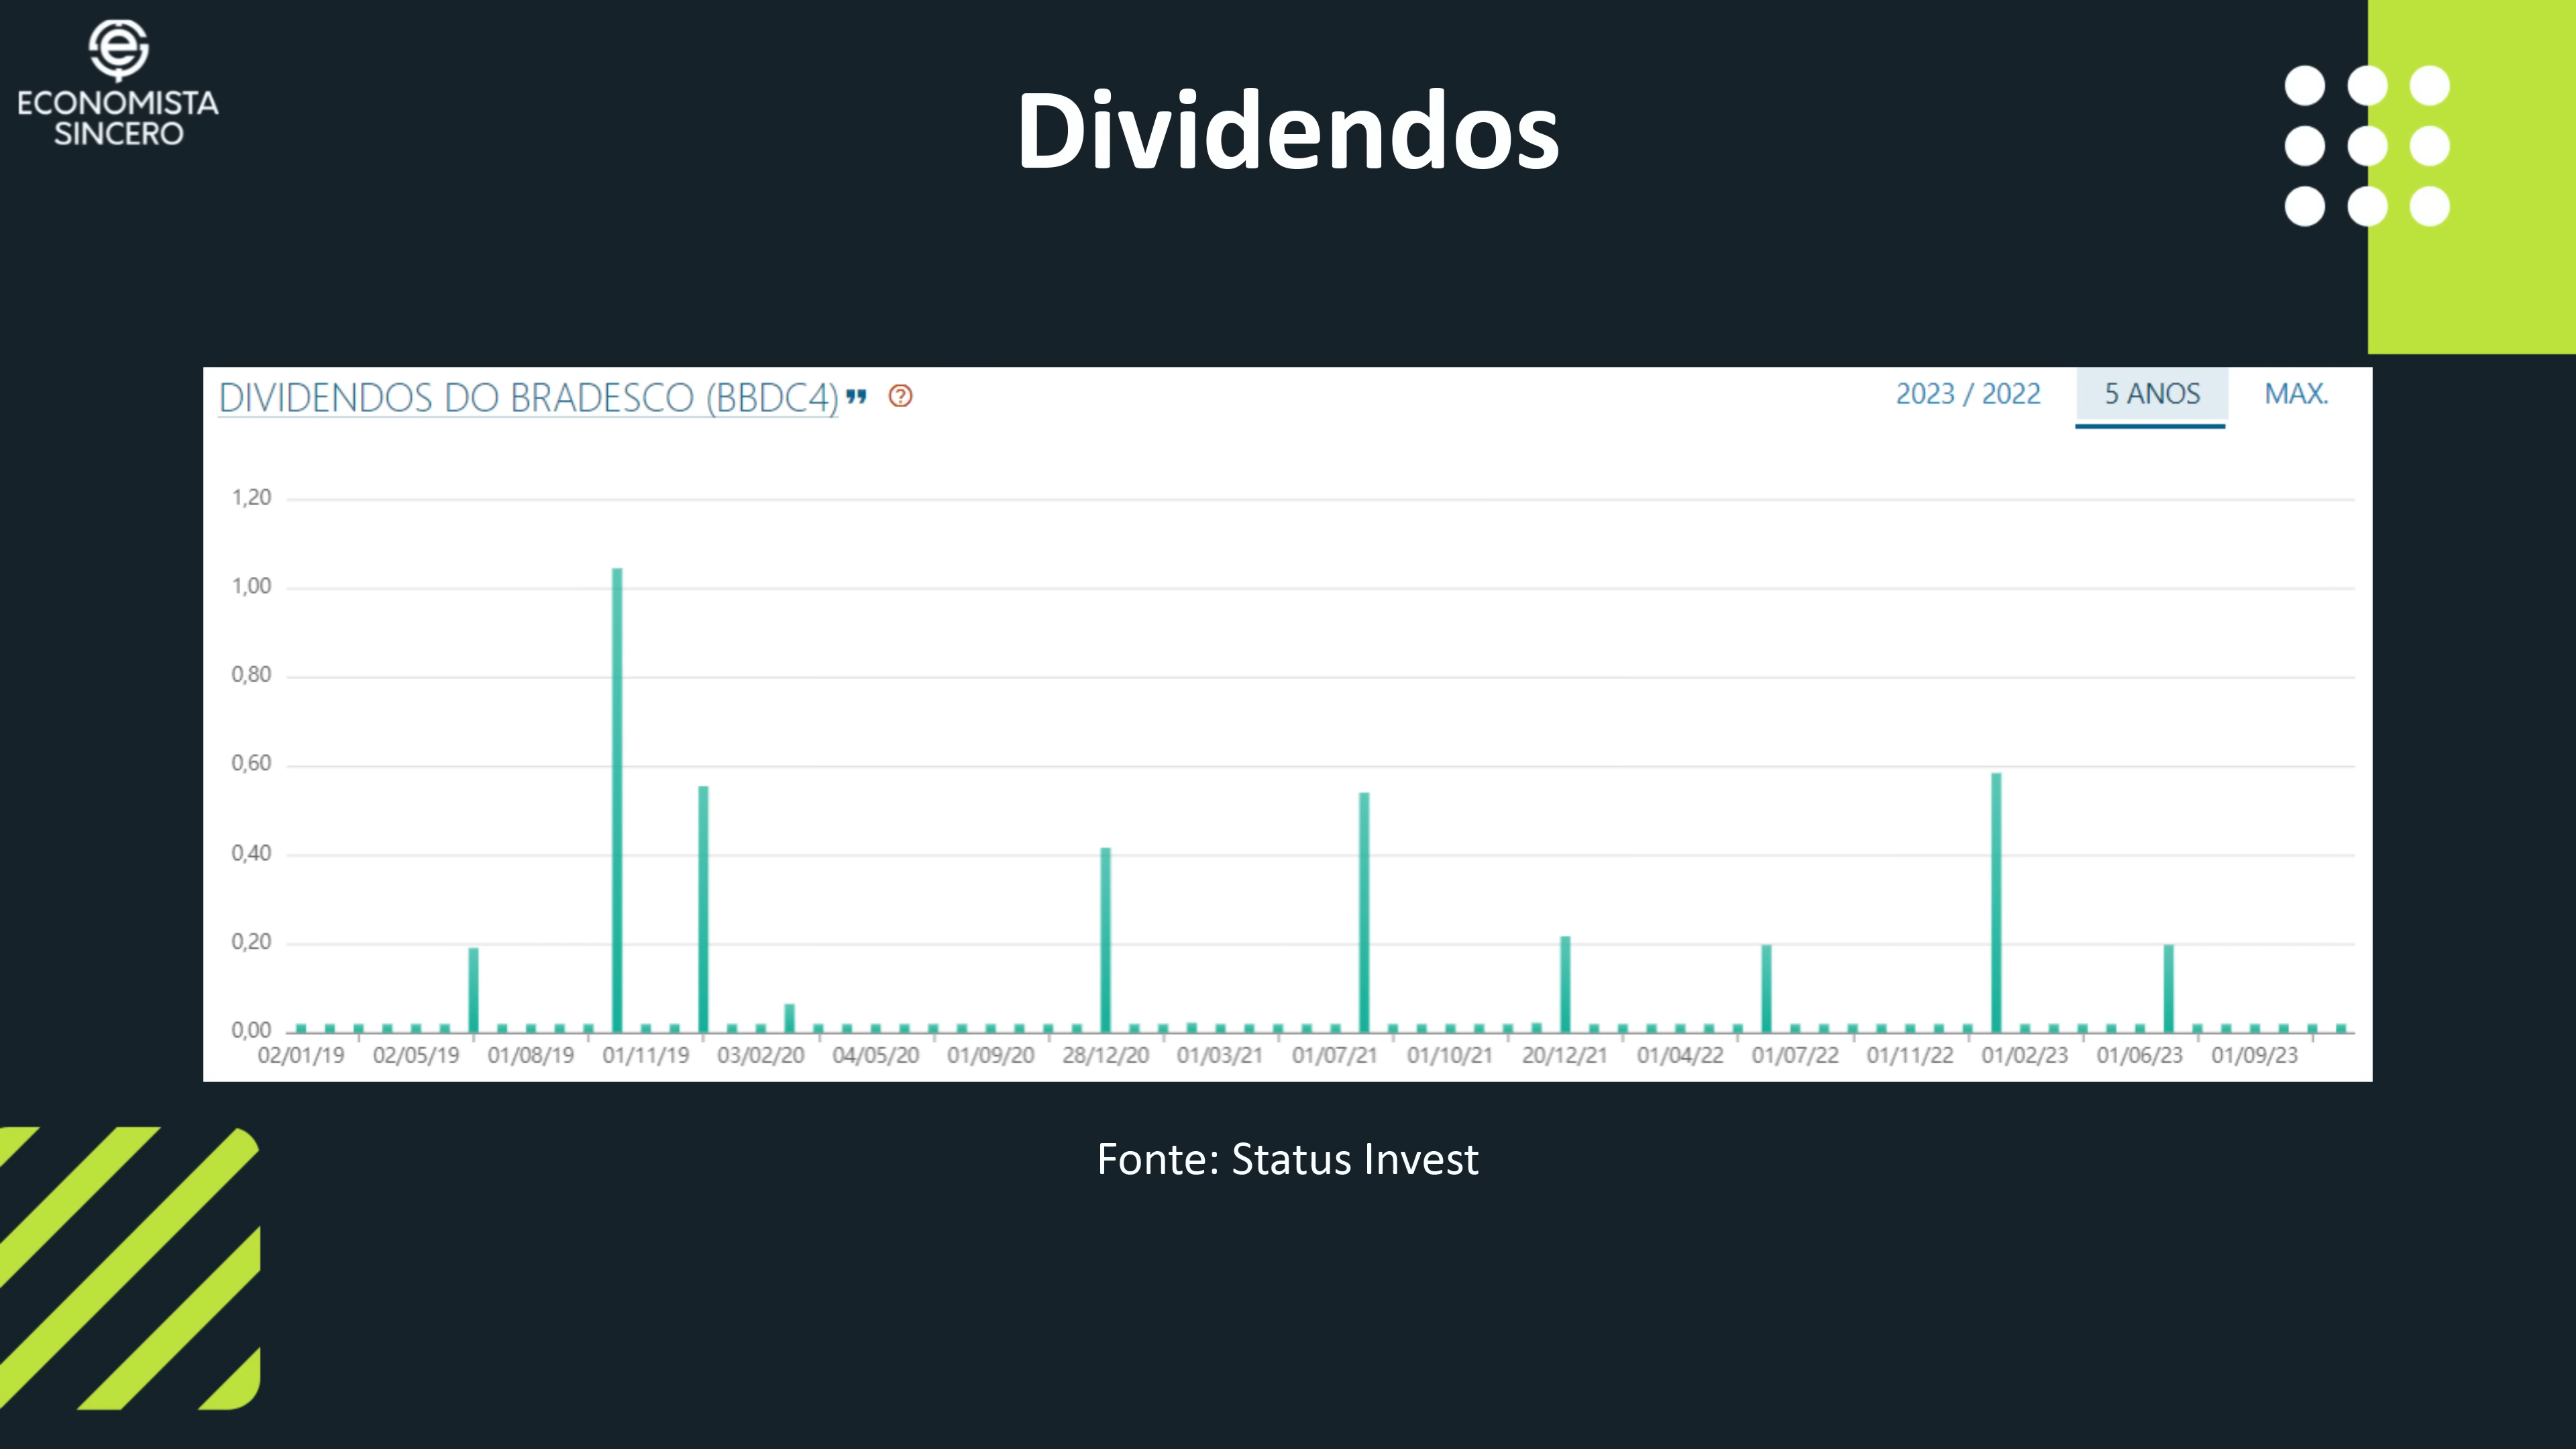 ECONOMISTA
SINCERO
Dividendos
DIVIDENDOS DO BRADESCO (BBDC4) ” ?
2023 / 2022 5 ANOS MAX.
1,20
1,00
0,80
0,60
0,40
0,20
0,00
02/01/19 02/05/19 01/08/19 01/11/19 03/02/20 04/05/20 01/09/20 28/12/20 01/03/21 01/07/21 01/10/21 20/12/21 01/04/22 01/07/22 01/11/22 01/02/23 01/06/23 01/09/23
Fonte: Status Invest